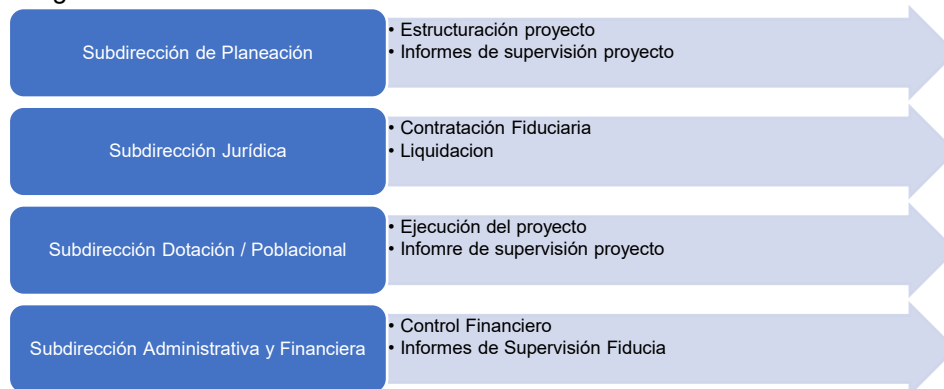 Subdirección de Planeación
• Estructuración proyecto
• Informes de supervisión proyecto
Subdirección Jurídica
• Contratación Fiduciaria
• Liquidacion
Subdirección Dotación / Poblacional
• Ejecución del proyecto
• Infomre de supervisión proyecto
Subdirección Administrativa y Financiera
• Control Financiero
• Informes de Supervisión Fiducia